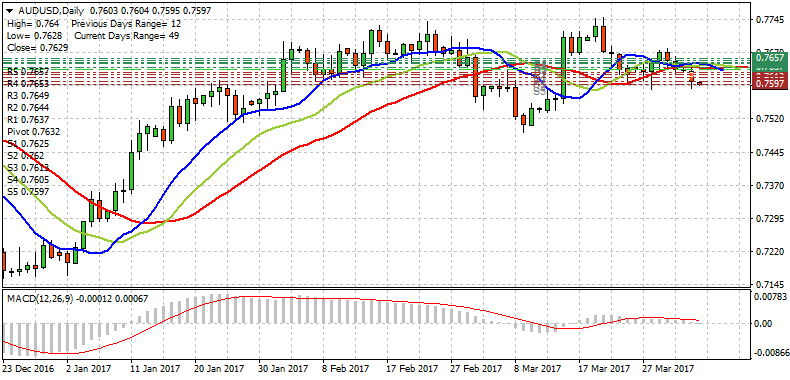 AUDUSD,Daily 0.7603 0.7604 0.7595 0.7597
High= 0.764 Previous Days Range= 12
Low= 0.7628 Current Days Range= 49
Close= 0.7629
R5 0.7657
R4 0.7653
R3 0.7649
R2 0.7644
R1 0.7637
Pivot 0.7632
S1 0.7625
S2 0.762
S3 0.7613
S4 0.7605
S5 0.7597
0.7745
0.7670
0.7657
0.7597
0.7520
0.7445
0.7370
0.7295
0.7220
0.7145
MACD(12,26,9) -0.00012 0.00067
0.00783
0.00
-0.00866
23 Dec 2016 2 Jan 2017 11 Jan 2017 20 Jan 2017 30 Jan 2017 8 Feb 2017 17 Feb 2017 27 Feb 2017 8 Mar 2017 17 Mar 2017 27 Mar 2017